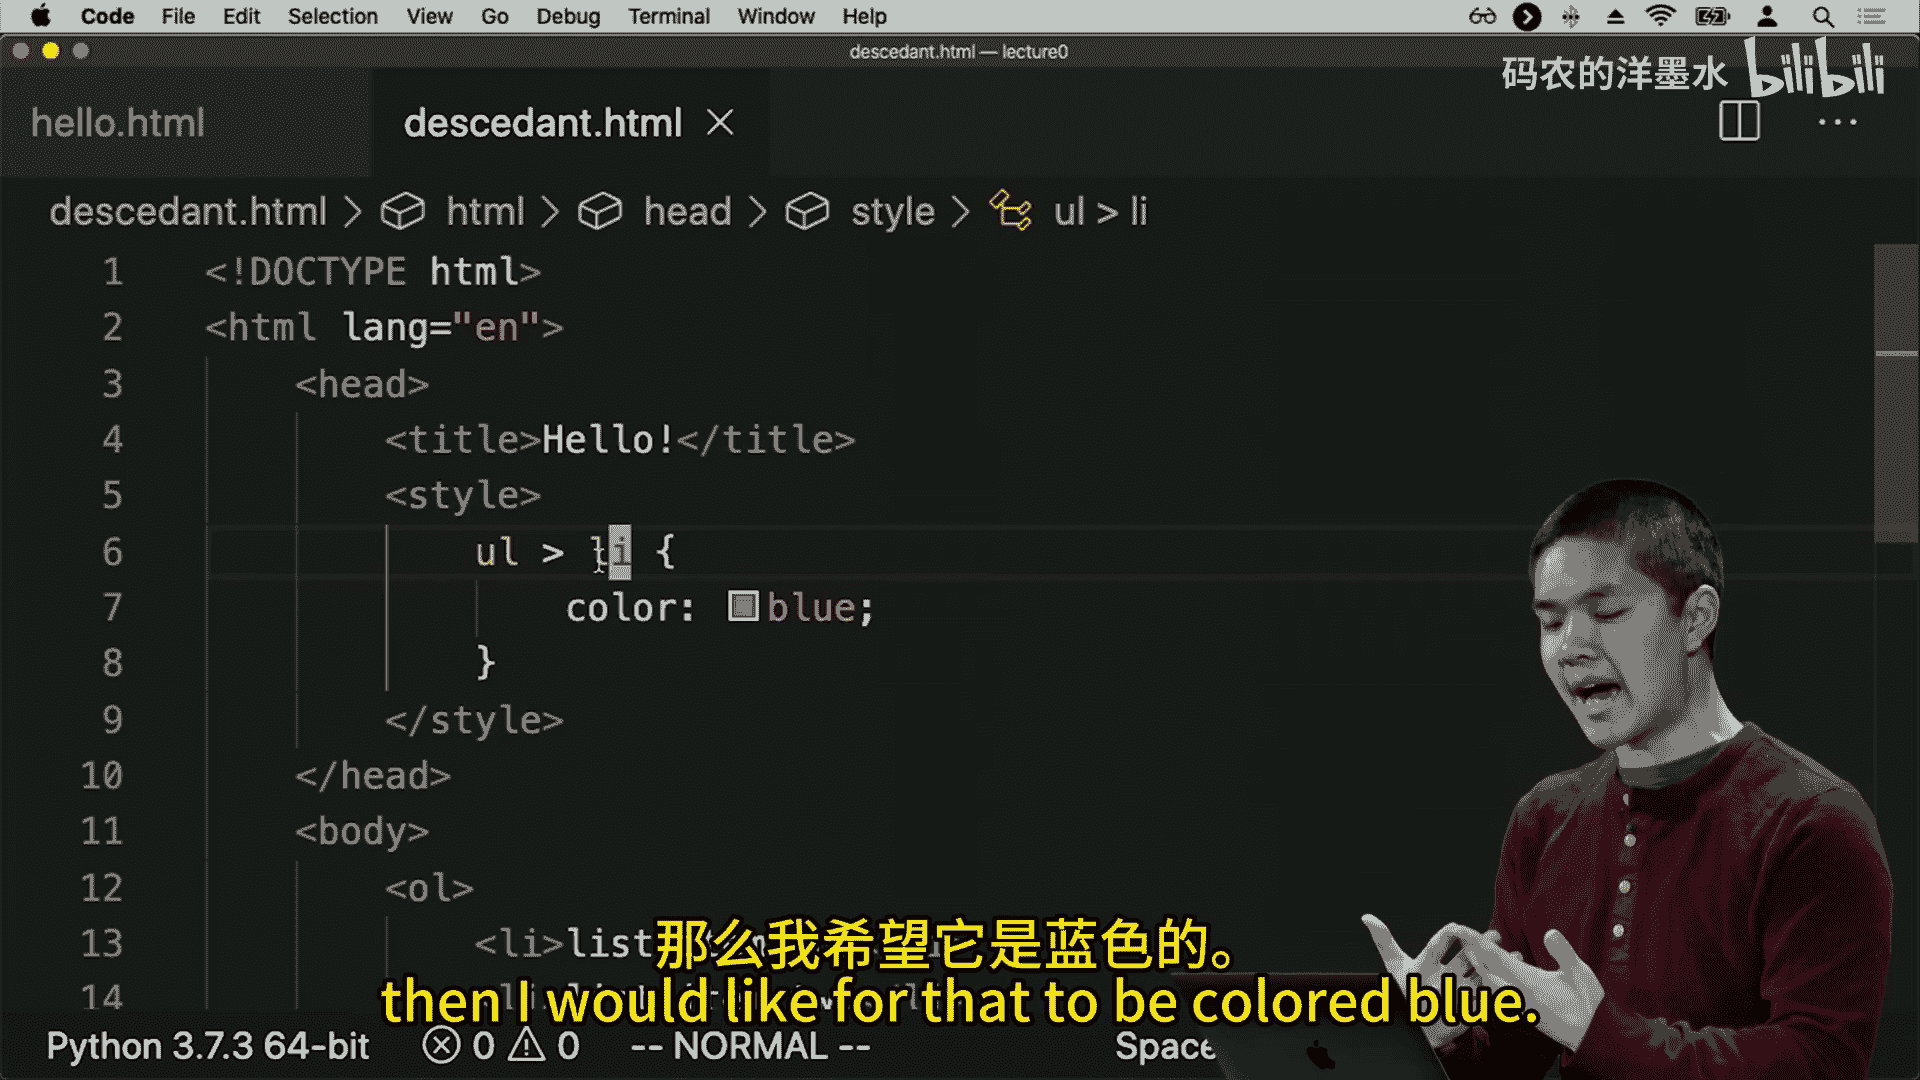 Code File Edit Selection View Go Debug Terminal Window Help
descedant.html — lecture0
码农的洋墨水 bilibili
hello.html descedant.html
descedant.html > html > head > style > ul > li
1 <!DOCTYPE html>
2 <html lang="en">
3 <head>
4 <title>Hello!</title>
5 <style>
6 ul > li {
7 color: blue;
8 }
9 </style>
10 </head>
11 <body>
12 <ol>
13 <li>list
14
那么我希望它是蓝色的。
then I would like for that to be colored blue.
Python 3.7.3 64-bit 0 0 -- NORMAL -- Space